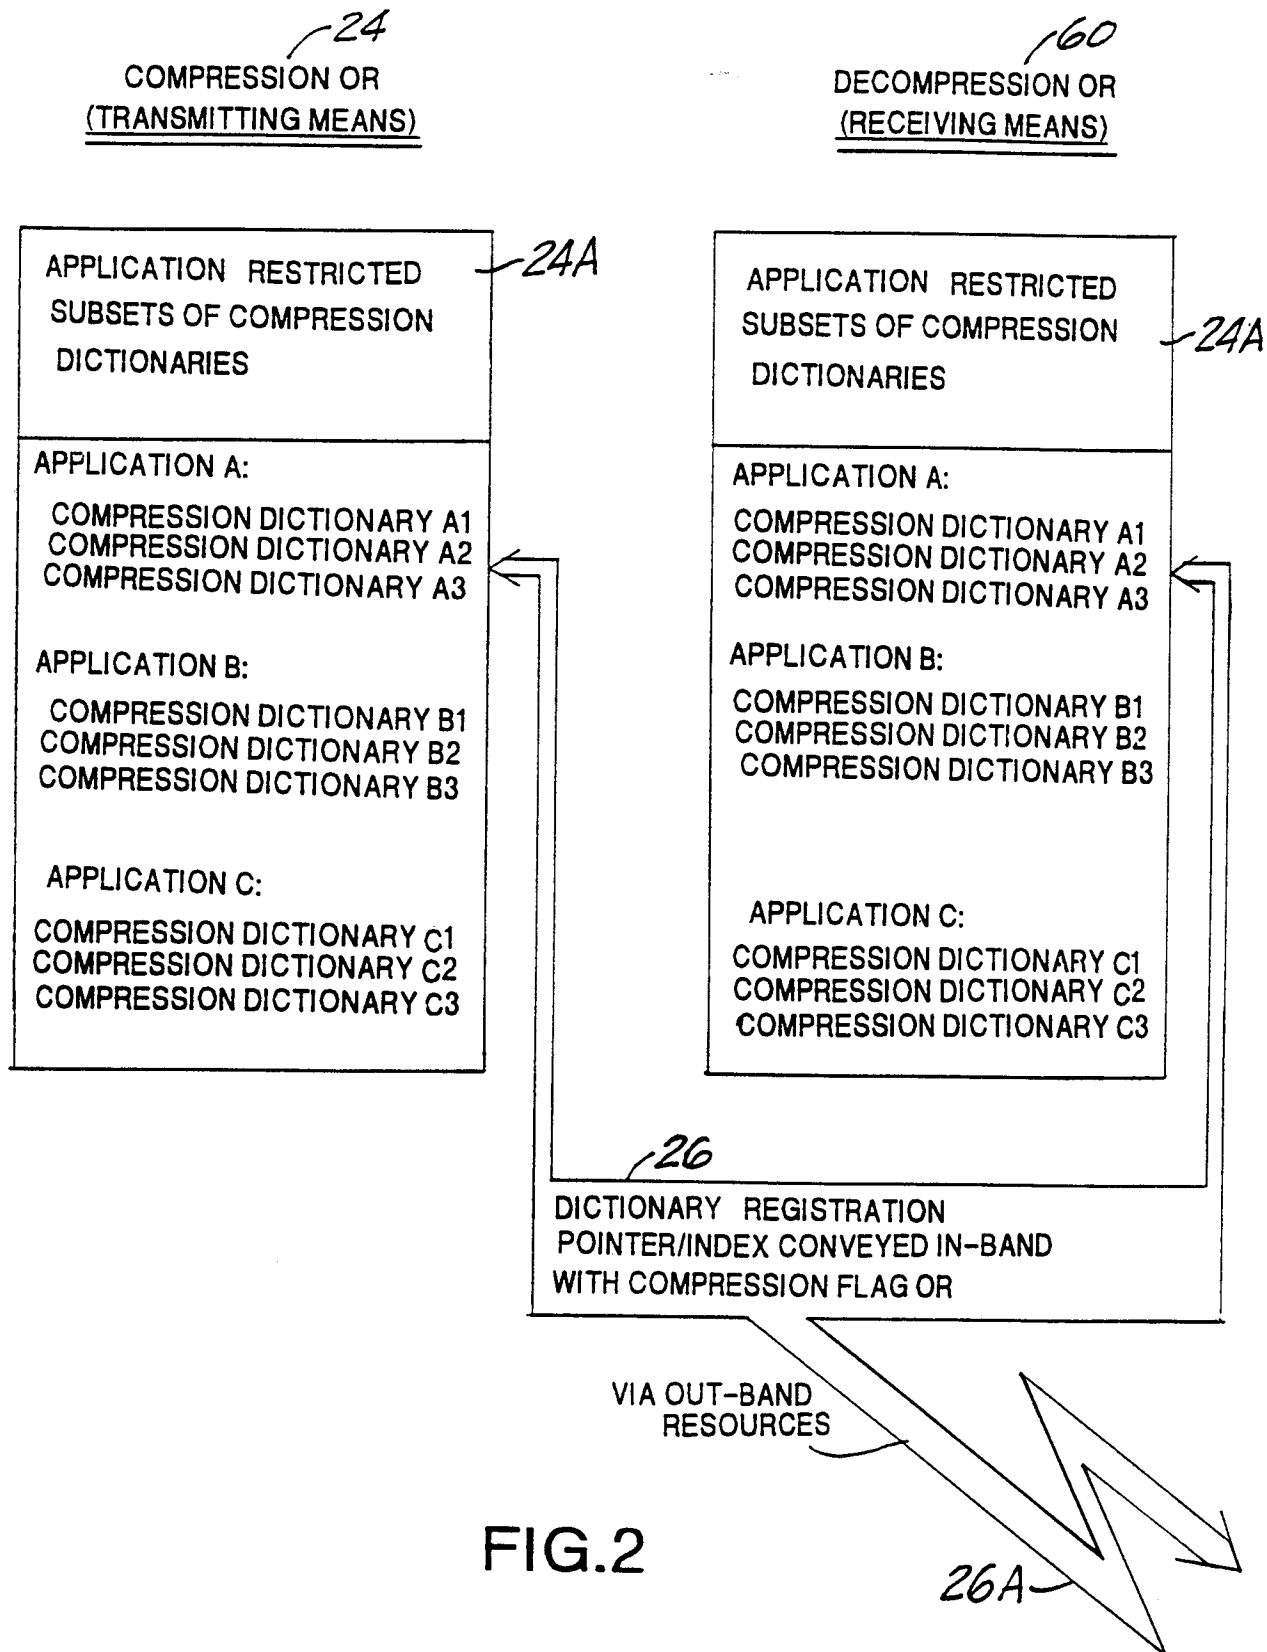 24
COMPRESSION OR
(TRANSMITTING MEANS)
60
DECOMPRESSION OR
(RECEIVING MEANS)
APPLICATION RESTRICTED
SUBSETS OF COMPRESSION
DICTIONARIES
24A
APPLICATION A:
COMPRESSION DICTIONARY A1
COMPRESSION DICTIONARY A2
COMPRESSION DICTIONARY A3
APPLICATION B:
COMPRESSION DICTIONARY B1
COMPRESSION DICTIONARY B2
COMPRESSION DICTIONARY B3
APPLICATION C:
COMPRESSION DICTIONARY C1
COMPRESSION DICTIONARY C2
COMPRESSION DICTIONARY C3
APPLICATION RESTRICTED
SUBSETS OF COMPRESSION
DICTIONARIES
24A
APPLICATION A:
COMPRESSION DICTIONARY A1
COMPRESSION DICTIONARY A2
COMPRESSION DICTIONARY A3
APPLICATION B:
COMPRESSION DICTIONARY B1
COMPRESSION DICTIONARY B2
COMPRESSION DICTIONARY B3
APPLICATION C:
COMPRESSION DICTIONARY C1
COMPRESSION DICTIONARY C2
COMPRESSION DICTIONARY C3
26
DICTIONARY REGISTRATION
POINTER/INDEX CONVEYED IN-BAND
WITH COMPRESSION FLAG OR
VIA OUT-BAND
RESOURCES
26A
FIG.2